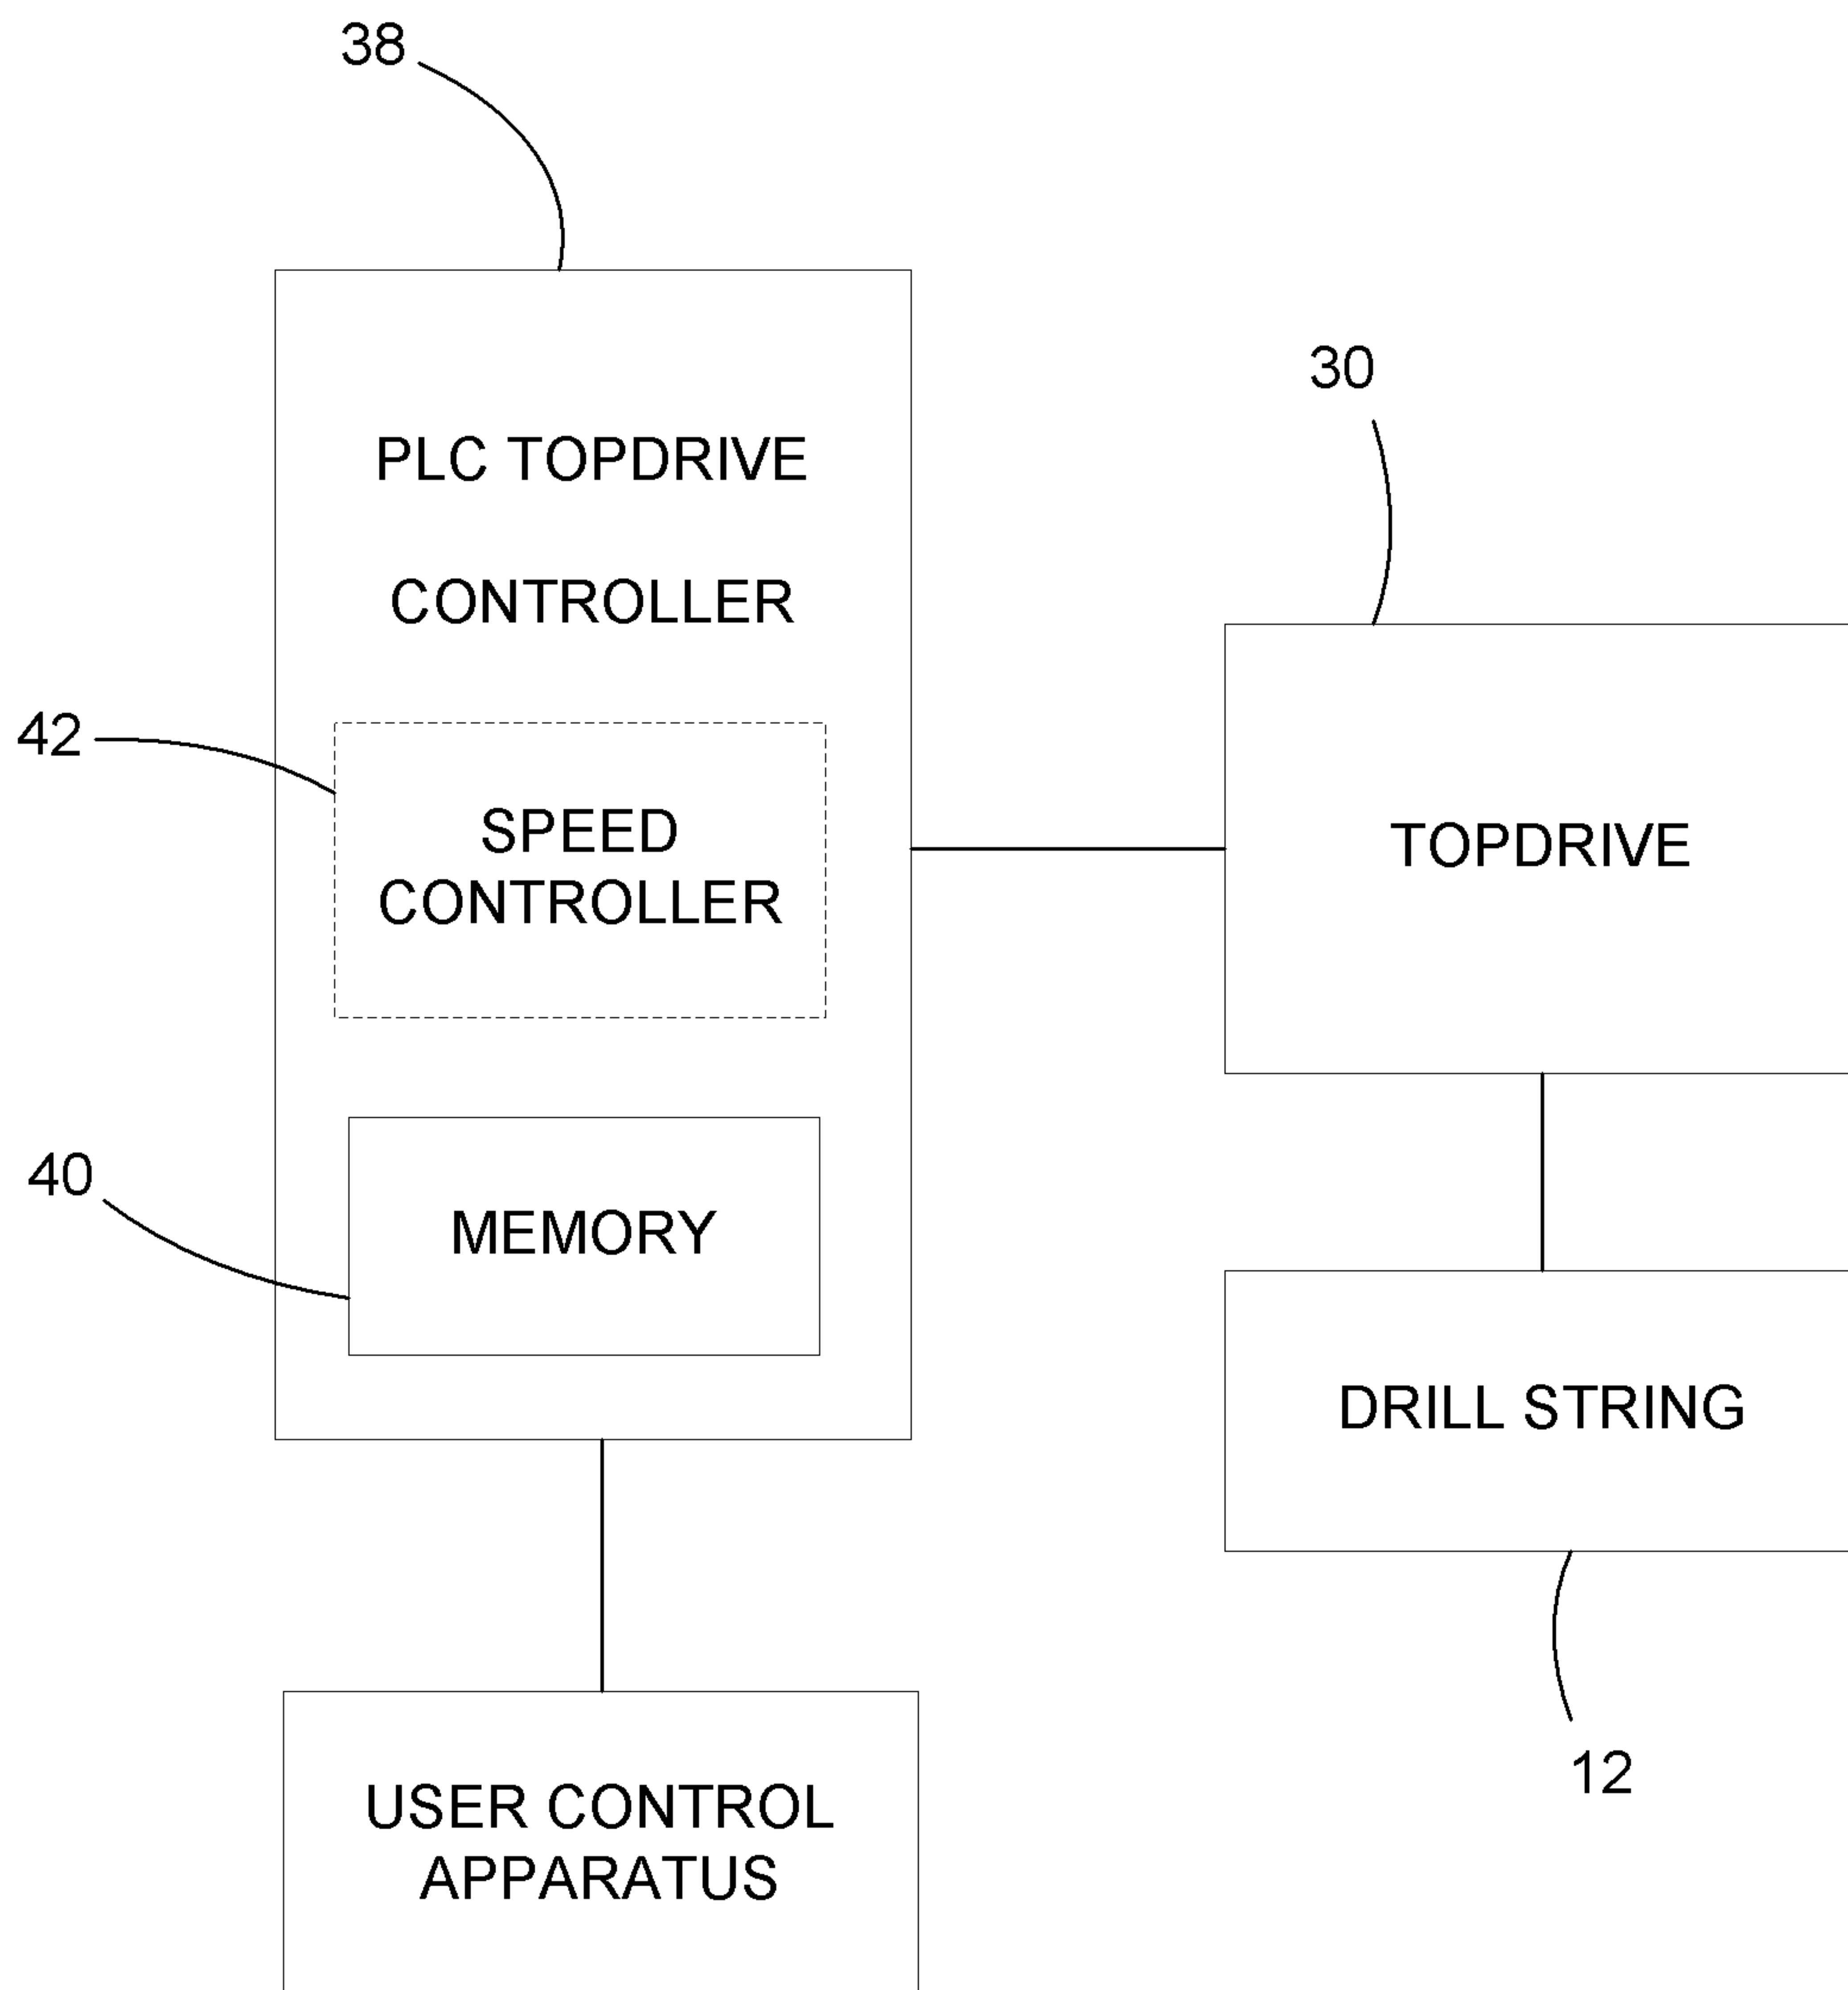 38
PLC TOPDRIVE
CONTROLLER
30
42
SPEED
CONTROLLER
TOPDRIVE
40
MEMORY
DRILL STRING
12
USER CONTROL
APPARATUS